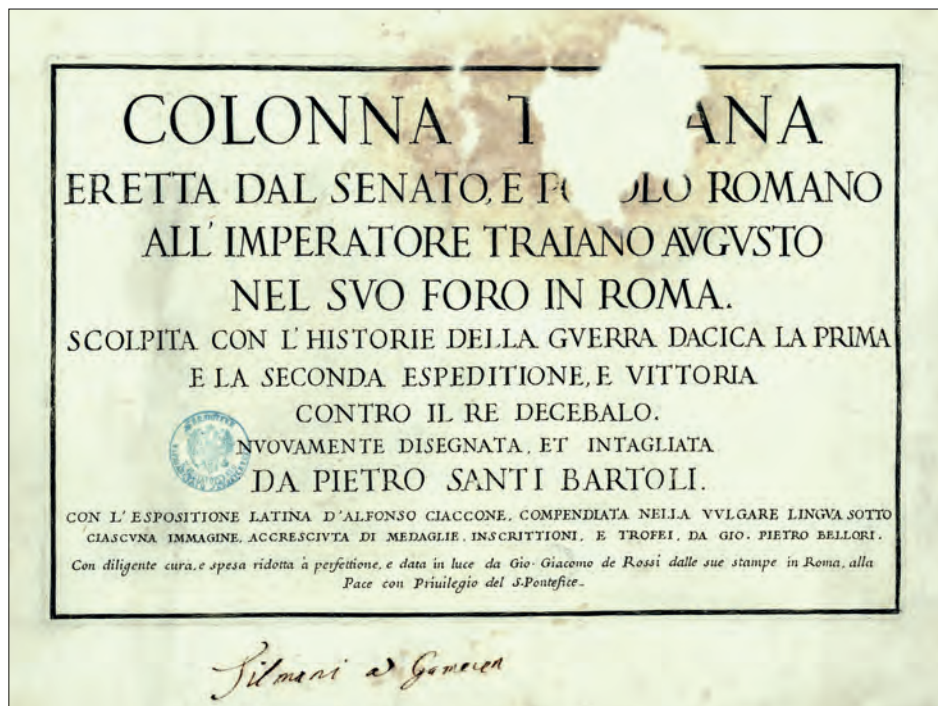 COLONNA T ANA
ERETTA DAL SENATO, E PO OLO ROMANO
ALL' IMPERATORE TRAIANO AVGVSTO
NEL SVO FORO IN ROMA.
SCOLPITA CON L' HISTORIE DELLA GVERRA DACICA LA PRIMA
E LA SECONDA ESPEDITIONE, E VITTORIA
CONTRO IL RE DECEBALO.
NVOVAMENTE DISEGNATA, ET INTAGLIATA
DA PIETRO SANTI BARTOLI.
CON L' ESPOSITIONE LATINA D'ALFONSO CIACCONE, COMPENDIATA NELLA VVLGARE LINGVA SOTTO
CIASCVNA IMMAGINE, ACCRESCIVTA DI MEDAGLIE, INSCRITTIONI, E TROFEI, DA GIO. PIETRO BELLORI.
Con diligente cura, e spesa ridotta à perfettione, e data in luce da Gio. Giacomo de Rossi dalle sue stampe in Roma, alla
Pace con Priuilegio del S. Pontefice.